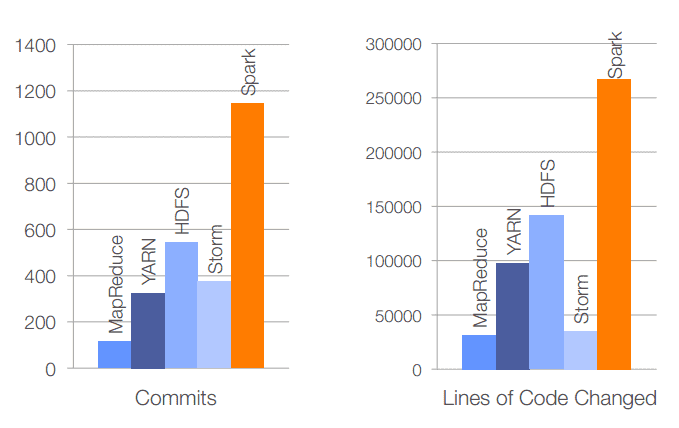 1400
1200
1000
800
600
400
200
0
MapReduce
YARN
HDFS
Storm
Spark
Commits
300000
250000
200000
150000
100000
50000
0
MapReduce
YARN
HDFS
Storm
Spark
Lines of Code Changed